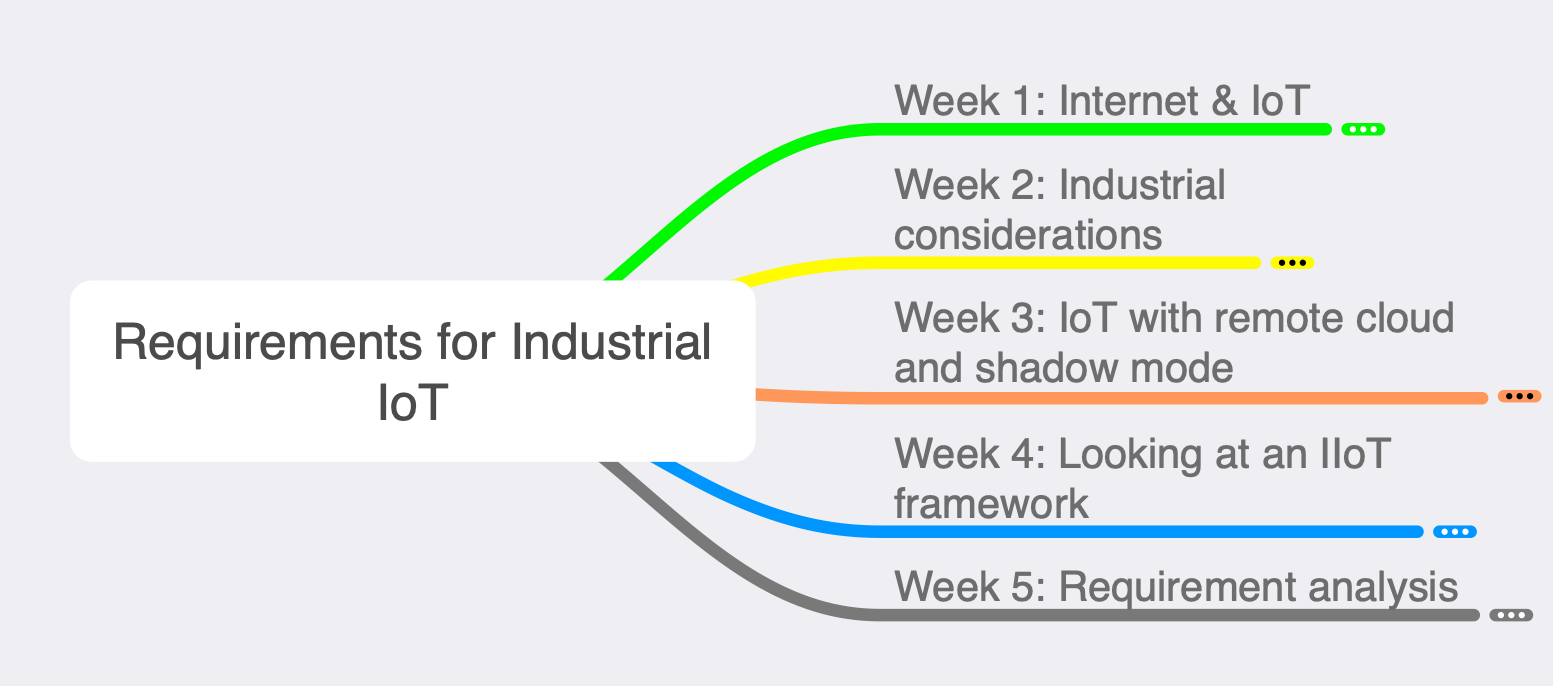 Week 1: Internet & IoT
Week 2: Industrial
considerations
Week 3: IoT with remote cloud
and shadow mode
Requirements for Industrial
IoT
Week 4: Looking at an IIoT
framework
Week 5: Requirement analysis